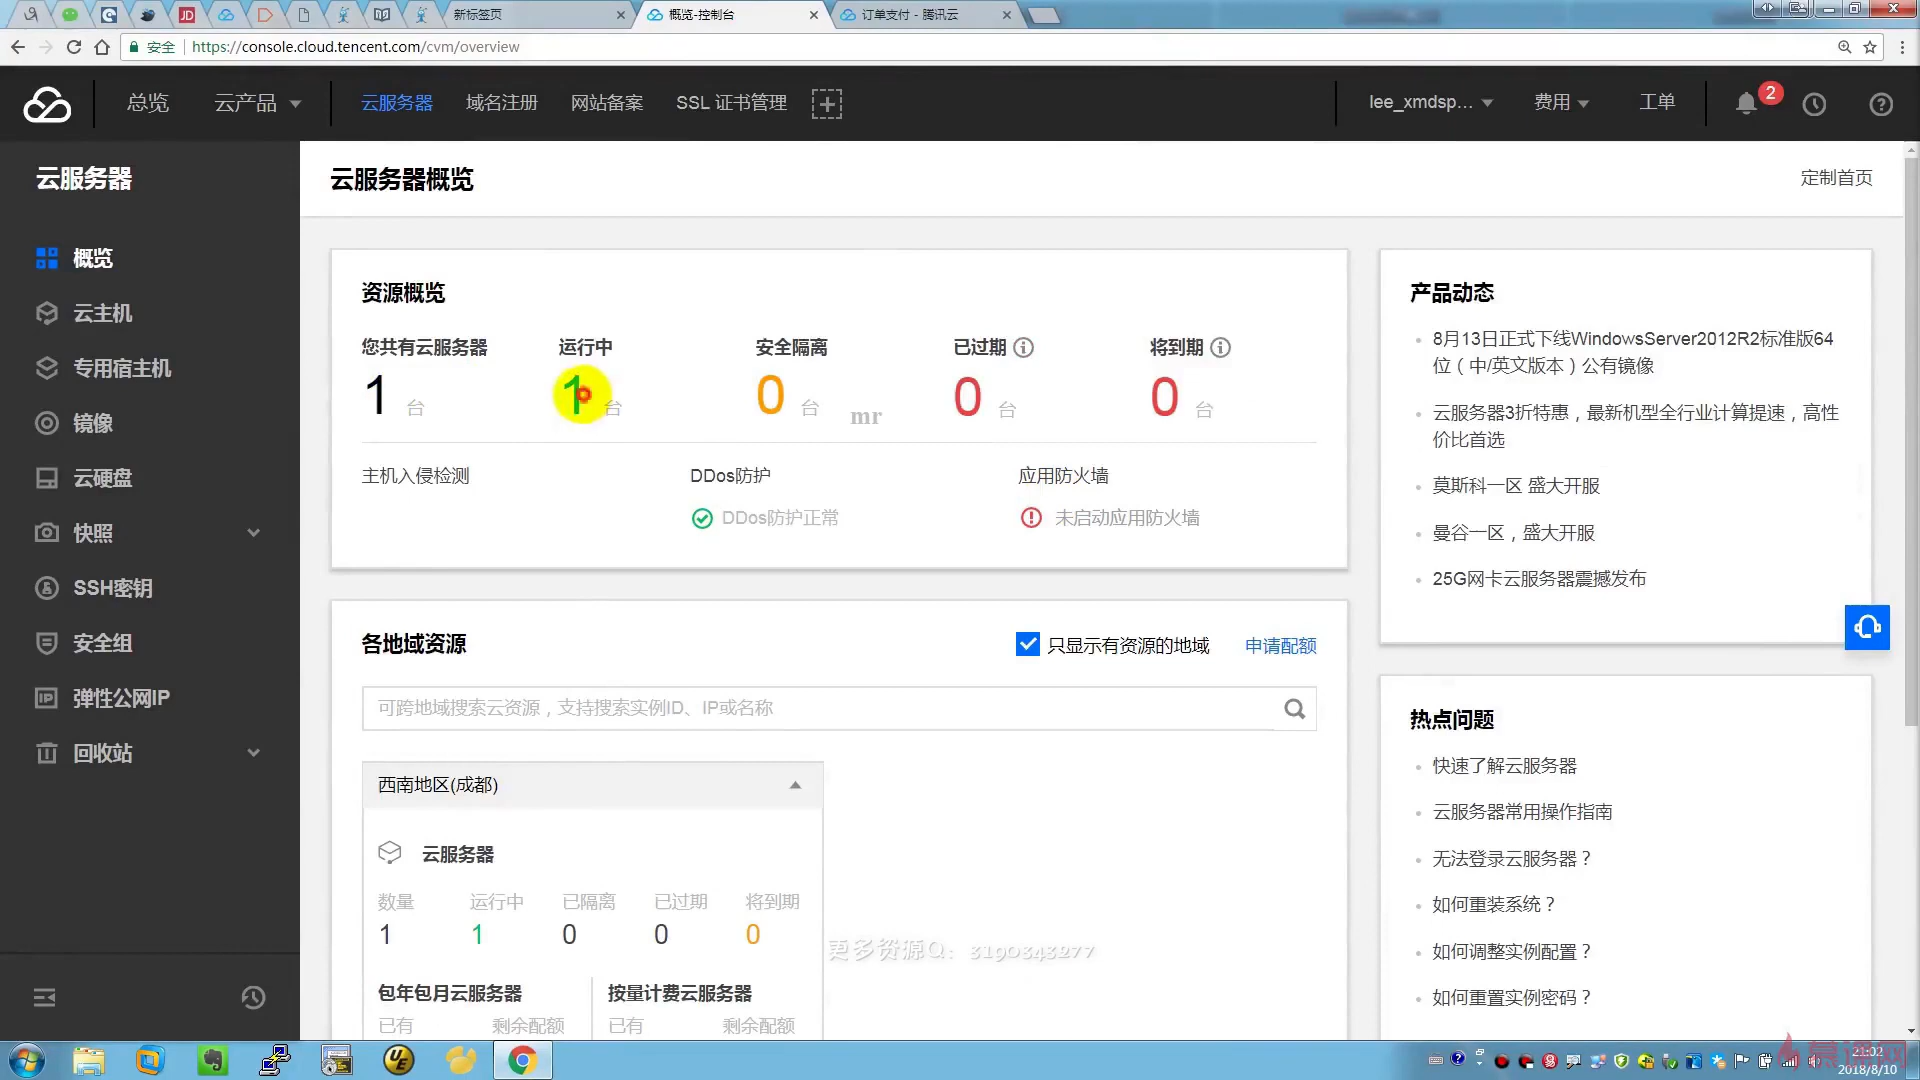 新标签页
概览-控制台
订单支付 - 腾讯云
安全
https://console.cloud.tencent.com/cvm/overview
总览
云产品
云服务器
域名注册
网站备案
SSL 证书管理
lee_xmdsp...
费用
工单
2
云服务器
概览
云主机
专用宿主机
镜像
云硬盘
快照
SSH密钥
安全组
弹性公网IP
回收站
云服务器概览
定制首页
资源概览
您共有云服务器
运行中
安全隔离
已过期
将到期
1 台
1 台
0 台
0 台
0 台
mr
主机入侵检测
DDos防护
应用防火墙
DDos防护正常
未启动应用防火墙
各地域资源
只显示有资源的地域
申请配额
可跨地域搜索云资源，支持搜索实例ID、IP或名称
西南地区(成都)
云服务器
数量 运行中 已隔离 已过期 将到期
1 1 0 0 0
更多资源Q：3190343277
包年包月云服务器
按量计费云服务器
已有 剩余配额
已有 剩余配额
产品动态
8月13日正式下线WindowsServer2012R2标准版64
位（中/英文版本）公有镜像
云服务器3折特惠，最新机型全行业计算提速，高性
价比首选
莫斯科一区 盛大开服
曼谷一区，盛大开服
25G网卡云服务器震撼发布
热点问题
快速了解云服务器
云服务器常用操作指南
无法登录云服务器？
如何重装系统？
如何调整实例配置？
如何重置实例密码？
慕课网
21:02
2018/8/10